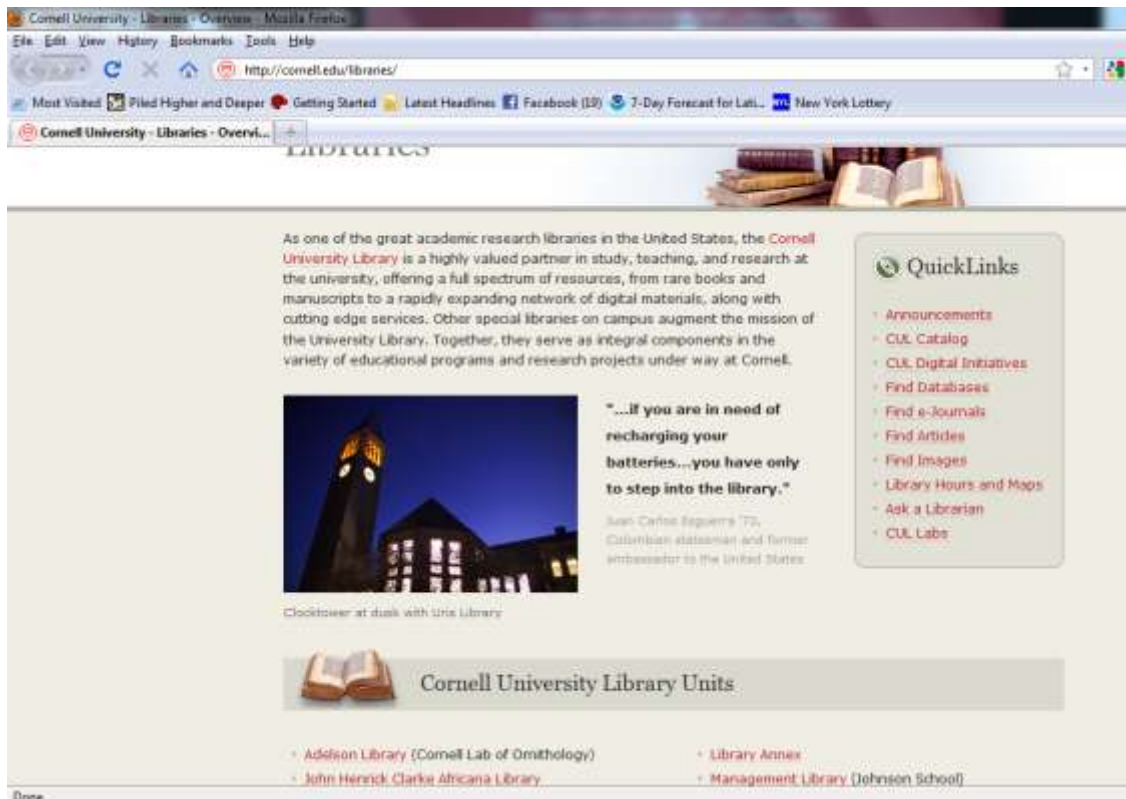 Cornell University - Libraries - Overview - Mozilla Firefox
File Edit View History Bookmarks Tools Help
http://cornell.edu/libraries/
Most Visited Piled Higher and Deeper Getting Started Latest Headlines Facebook (19) 7-Day Forecast for Lati... New York Lottery
Cornell University - Libraries - Overvi...
Libraries
As one of the great academic research libraries in the United States, the Cornell
University Library is a highly valued partner in study, teaching, and research at
the university, offering a full spectrum of resources, from rare books and
manuscripts to a rapidly expanding network of digital materials, along with
cutting edge services. Other special libraries on campus augment the mission of
the University Library. Together, they serve as integral components in the
variety of educational programs and research projects under way at Cornell.
"...if you are in need of
recharging your
batteries...you have only
to step into the library."
Juan Carlos '72,
Colombian statesman and former
ambassador to the United States
Clocktower at dusk with Uris Library
QuickLinks
Announcements
CUL Catalog
CUL Digital Initiatives
Find Databases
Find e-Journals
Find Articles
Find Images
Library Hours and Maps
Ask a Librarian
CUL Labs
Cornell University Library Units
Adelson Library (Cornell Lab of Ornithology)
John Henrick Clarke Africana Library
Library Annex
Management Library (Johnson School)
Done